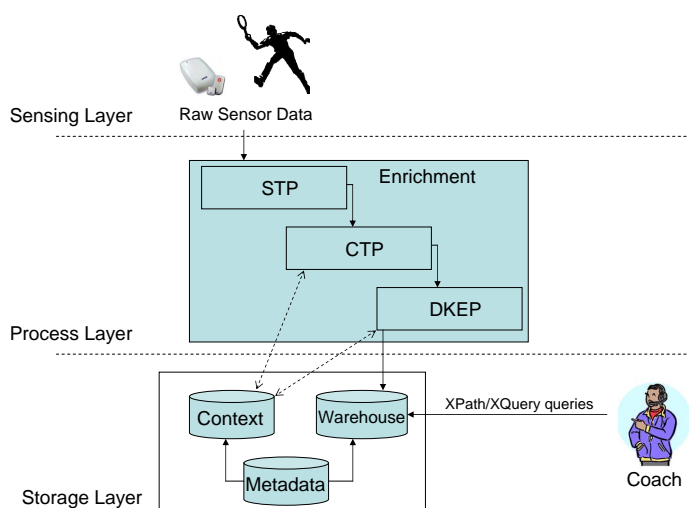 Sensing Layer
Raw Sensor Data
Enrichment
STP
CTP
DKEP
Process Layer
Context
Warehouse
XPath/XQuery queries
Metadata
Coach
Storage Layer